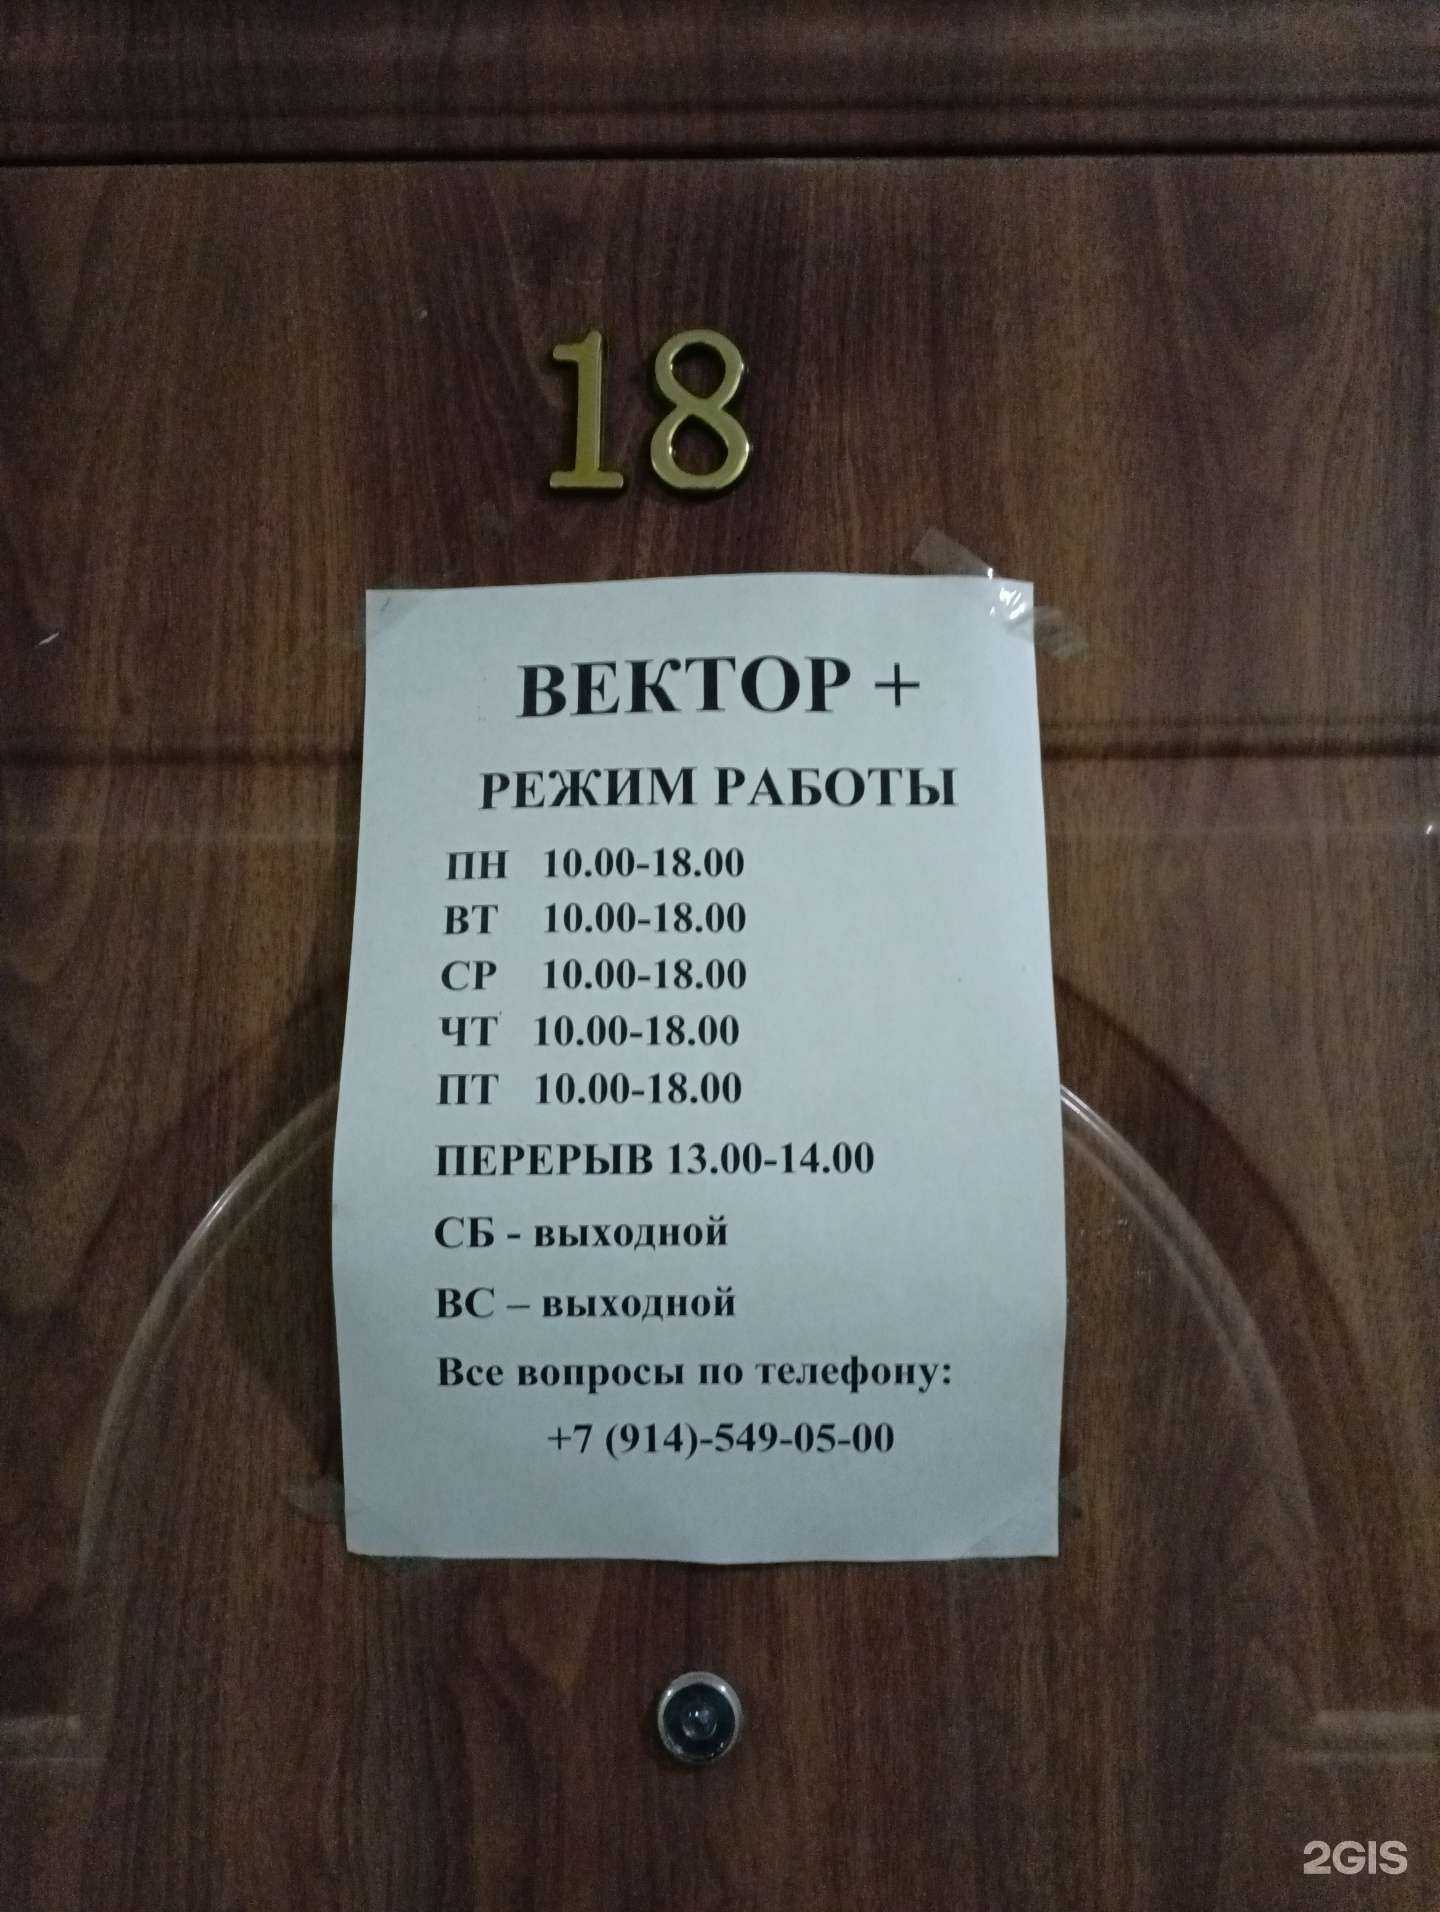 18
ВЕКТОР +
РЕЖИМ РАБОТЫ
ПН 10.00-18.00
ВТ 10.00-18.00
СР 10.00-18.00
ЧТ 10.00-18.00
ПТ 10.00-18.00
ПЕРЕРЫВ 13.00-14.00
СБ - выходной
ВС – выходной
Все вопросы по телефону:
+7 (914)-549-05-00
2GIS